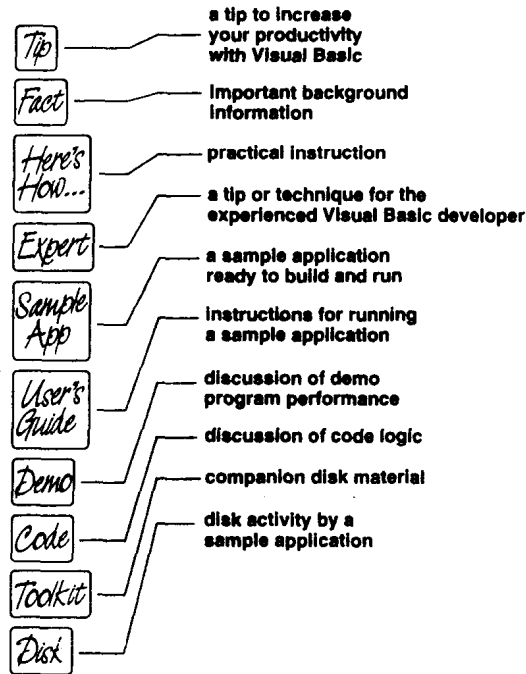 Tip
a tip to increase
your productivity
with Visual Basic
Fact
important background
information
Here's
How...
practical instruction
Expert
a tip or technique for the
experienced Visual Basic developer
Sample
App
a sample application
ready to build and run
User's
Guide
instructions for running
a sample application
Demo
discussion of demo
program performance
Code
discussion of code logic
Toolkit
companion disk material
Disk
disk activity by a
sample application